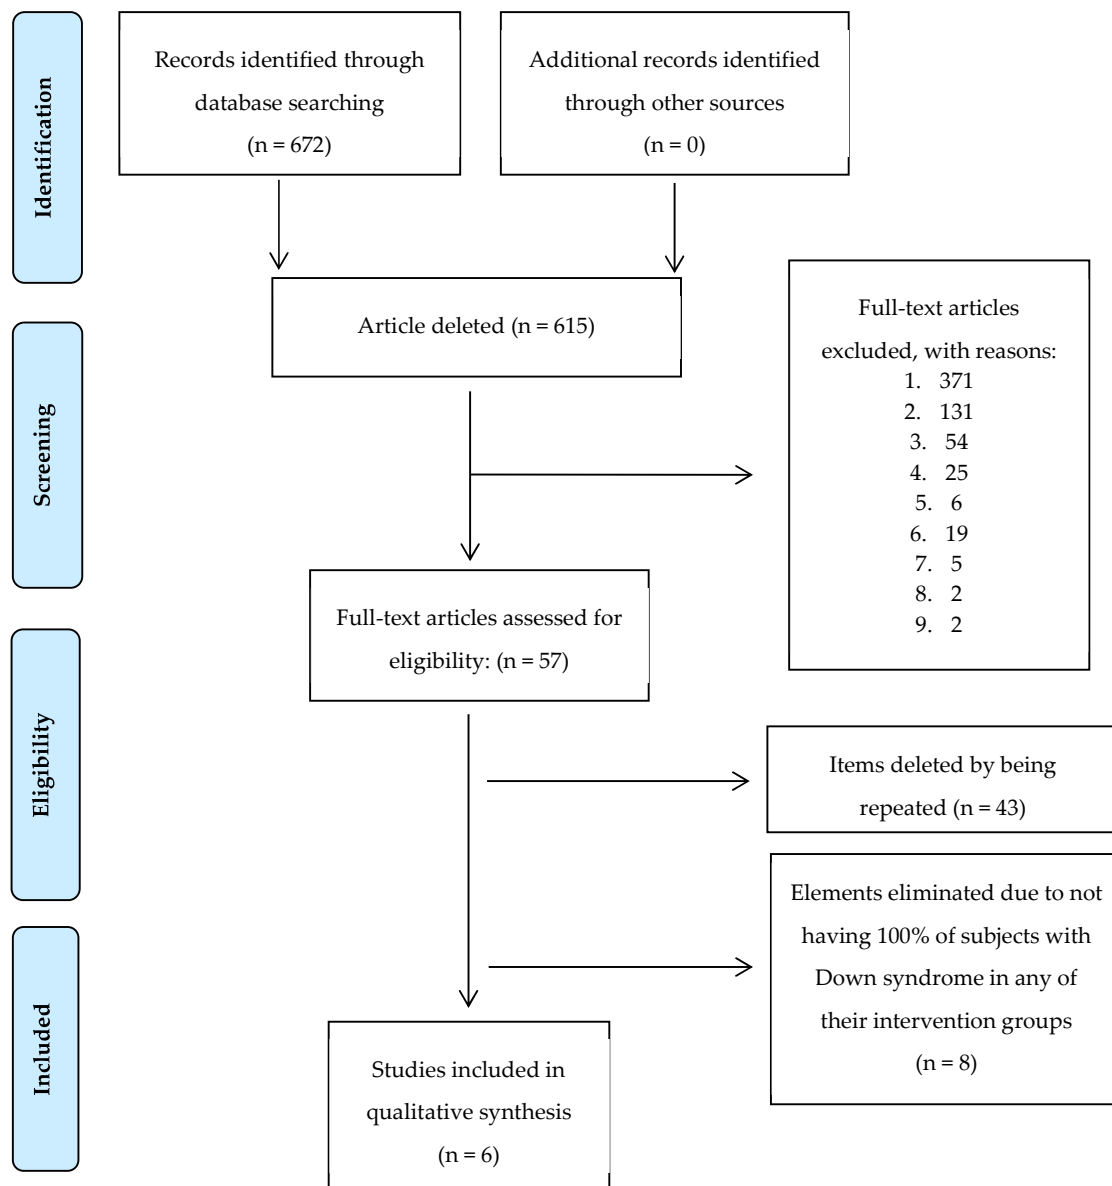 Identification
Records identified through
database searching
(n = 672)
Additional records identified
through other sources
(n = 0)
Article deleted (n = 615)
Screening
Full-text articles
excluded, with reasons:
1. 371
2. 131
3. 54
4. 25
5. 6
6. 19
7. 5
8. 2
9. 2
Full-text articles assessed for
eligibility: (n = 57)
Eligibility
Items deleted by being
repeated (n = 43)
Elements eliminated due to not
having 100% of subjects with
Down syndrome in any of
their intervention groups
(n = 8)
Included
Studies included in
qualitative synthesis
(n = 6)